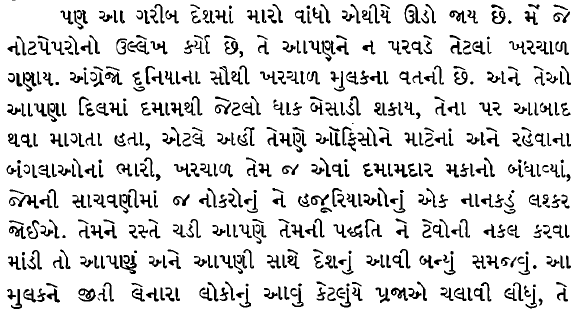 પણ આ ગરીબ દેશમાં મારો વાંધો એથીયે ઊંડો જાય છે. મેં જે
નોટપેપરોનો ઉલ્લેખ કર્યો છે, તે આપણને ન પરવડે તેટલાં ખરચાળ
ગણાય. અંગ્રેજો દુનિયાના સૌથી ખરચાળ મુલકના વતની છે. અને તેઓ
આપણા દિલમાં દમામથી જેટલો ધાક બેસાડી શકાય, તેના પર આબાદ
થવા માગતા હતા, એટલે અહીં તેમણે ઑફિસોને માટેનાં અને રહેવાના
બંગલાઓનાં ભારી, ખરચાળ તેમ જ એવાં દમામદાર મકાનો બંધાવ્યાં,
જેમની સાચવણીમાં જ નોકરોનું ને હજૂરિયાઓનું એક નાનકડું લશ્કર
જોઈએ. તેમને રસ્તે ચડી આપણે તેમની પદ્ધતિ ને ટેવોની નકલ કરવા
માંડી તો આપણું અને આપણી સાથે દેશનું આવી બન્યું સમજવું. આ
મુલકને જીતી લેનારા લોકોનું આવું કેટલુંયે પ્રજાએ ચલાવી લીધું, તે